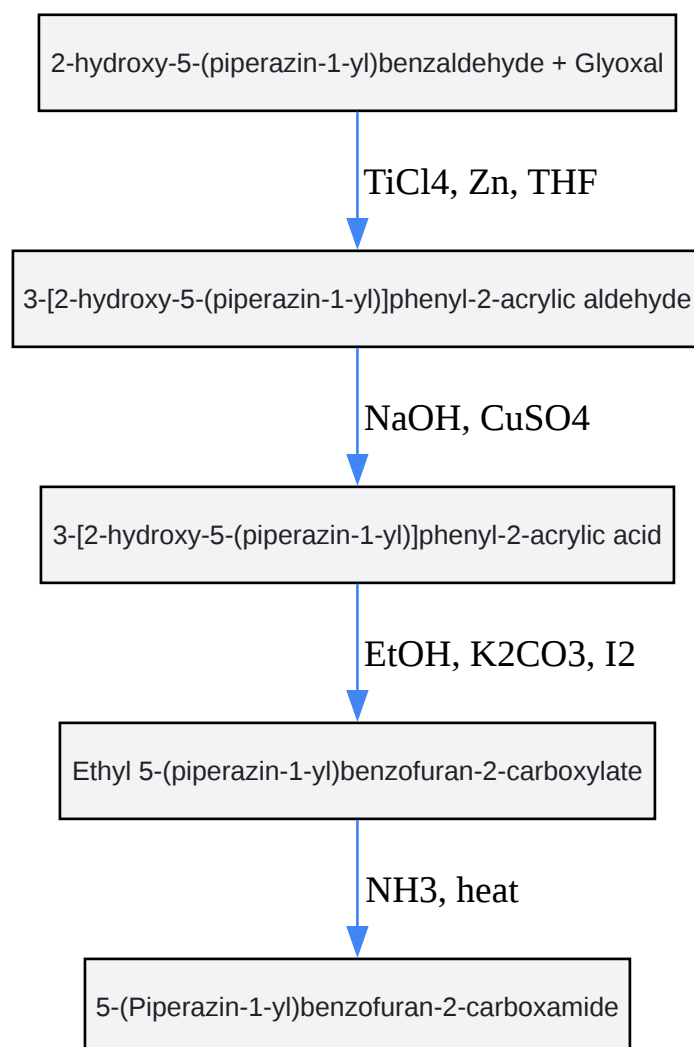 2-hydroxy-5-(piperazin-1-yl)benzaldehyde + Glyoxal
TiCl4, Zn, THF
3-[2-hydroxy-5-(piperazin-1-yl)]phenyl-2-acrylic aldehyde
NaOH, CuSO4
3-[2-hydroxy-5-(piperazin-1-yl)]phenyl-2-acrylic acid
EtOH, K2CO3, I2
Ethyl 5-(piperazin-1-yl)benzofuran-2-carboxylate
NH3, heat
5-(Piperazin-1-yl)benzofuran-2-carboxamide